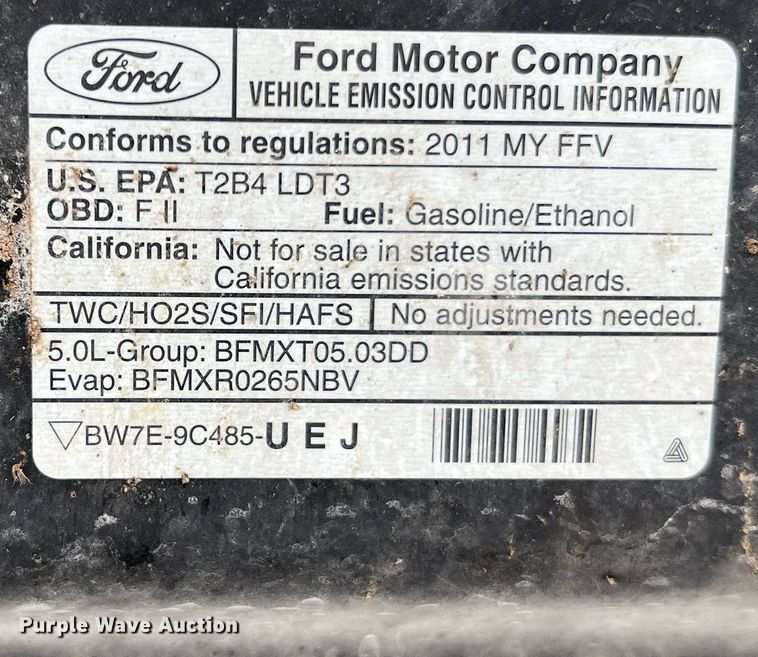 Ford
Ford Motor Company
VEHICLE EMISSION CONTROL INFORMATION
Conforms to regulations: 2011 MY FFV
U.S. EPA: T2B4 LDT3
OBD: F II Fuel: Gasoline/Ethanol
California: Not for sale in states with
California emissions standards.
TWC/HO2S/SFI/HAFS No adjustments needed.
5.0L-Group: BFMXT05.03DD
Evap: BFMXR0265NBV
▽BW7E-9C485-U E J
Purple Wave Auction